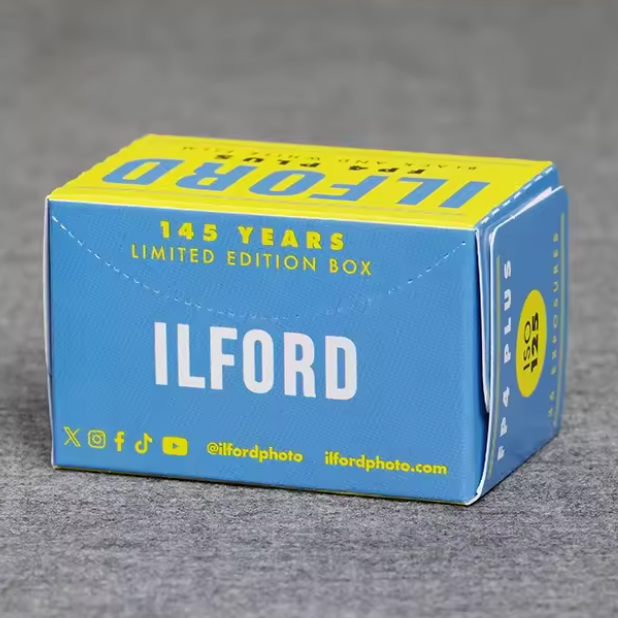 ILFORD
FP4 PLUS
BLACK AND WHITE FILM
145 YEARS
LIMITED EDITION BOX
ILFORD
@ilfordphoto ilfordphoto.com
FP4 PLUS
ISO
125
EXPOSURES